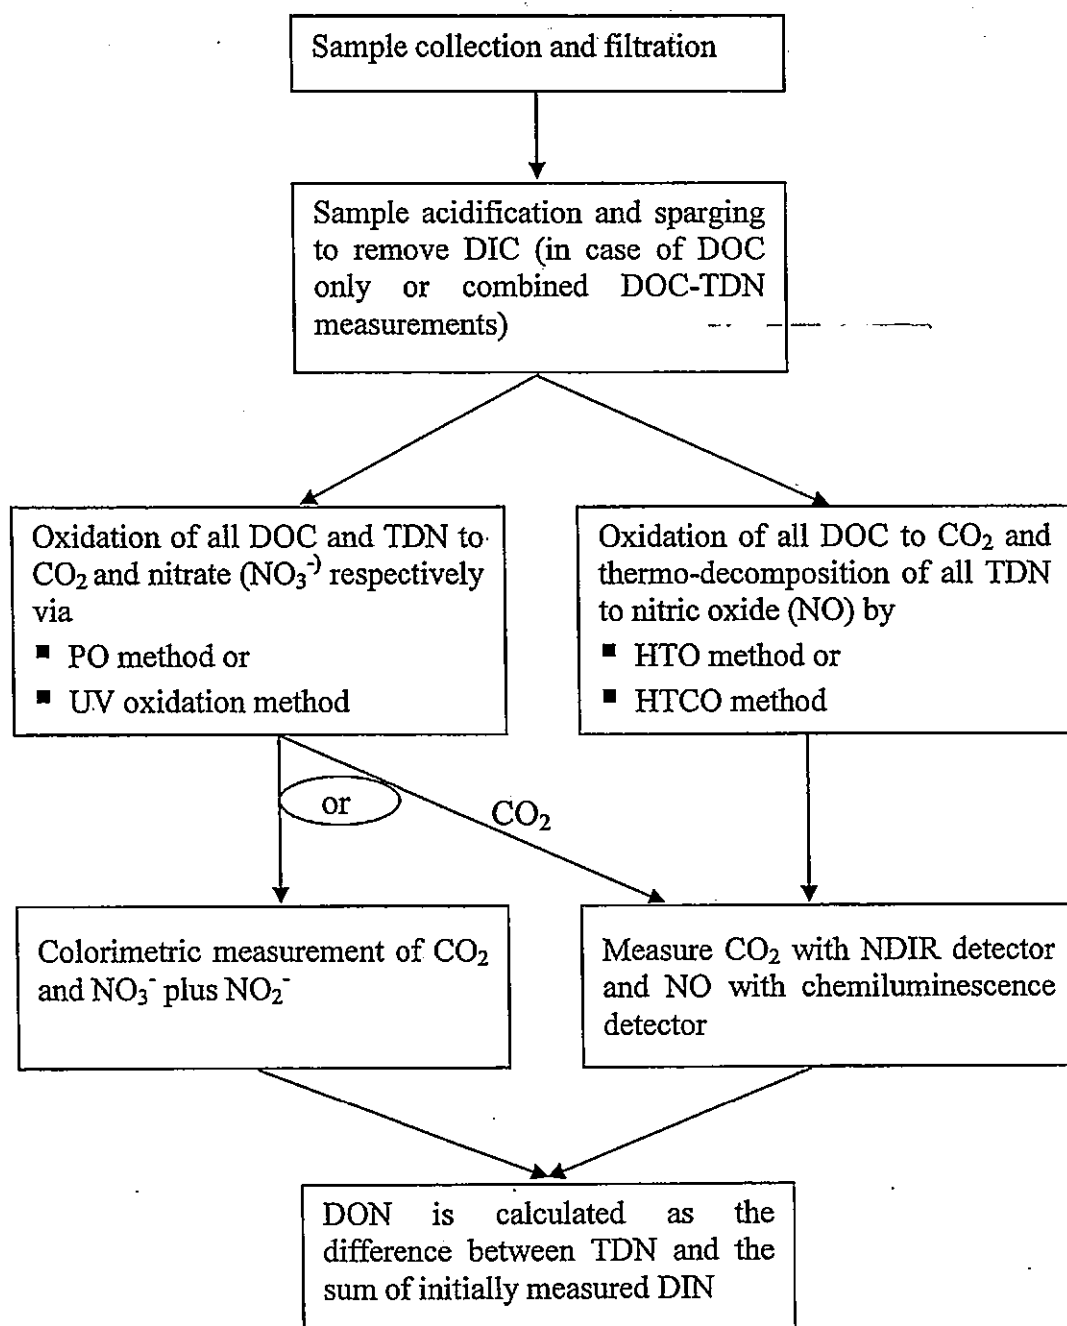 Sample collection and filtration
Sample acidification and sparging
to remove DIC (in case of DOC
only or combined DOC-TDN
measurements)
Oxidation of all DOC and TDN to
CO₂ and nitrate (NO₃⁻) respectively
via
▪ PO method or
▪ UV oxidation method
Oxidation of all DOC to CO₂ and
thermo-decomposition of all TDN
to nitric oxide (NO) by
▪ HTO method or
▪ HTCO method
or
CO₂
Colorimetric measurement of CO₂
and NO₃⁻ plus NO₂⁻
Measure CO₂ with NDIR detector
and NO with chemiluminescence
detector
DON is calculated as the
difference between TDN and the
sum of initially measured DIN